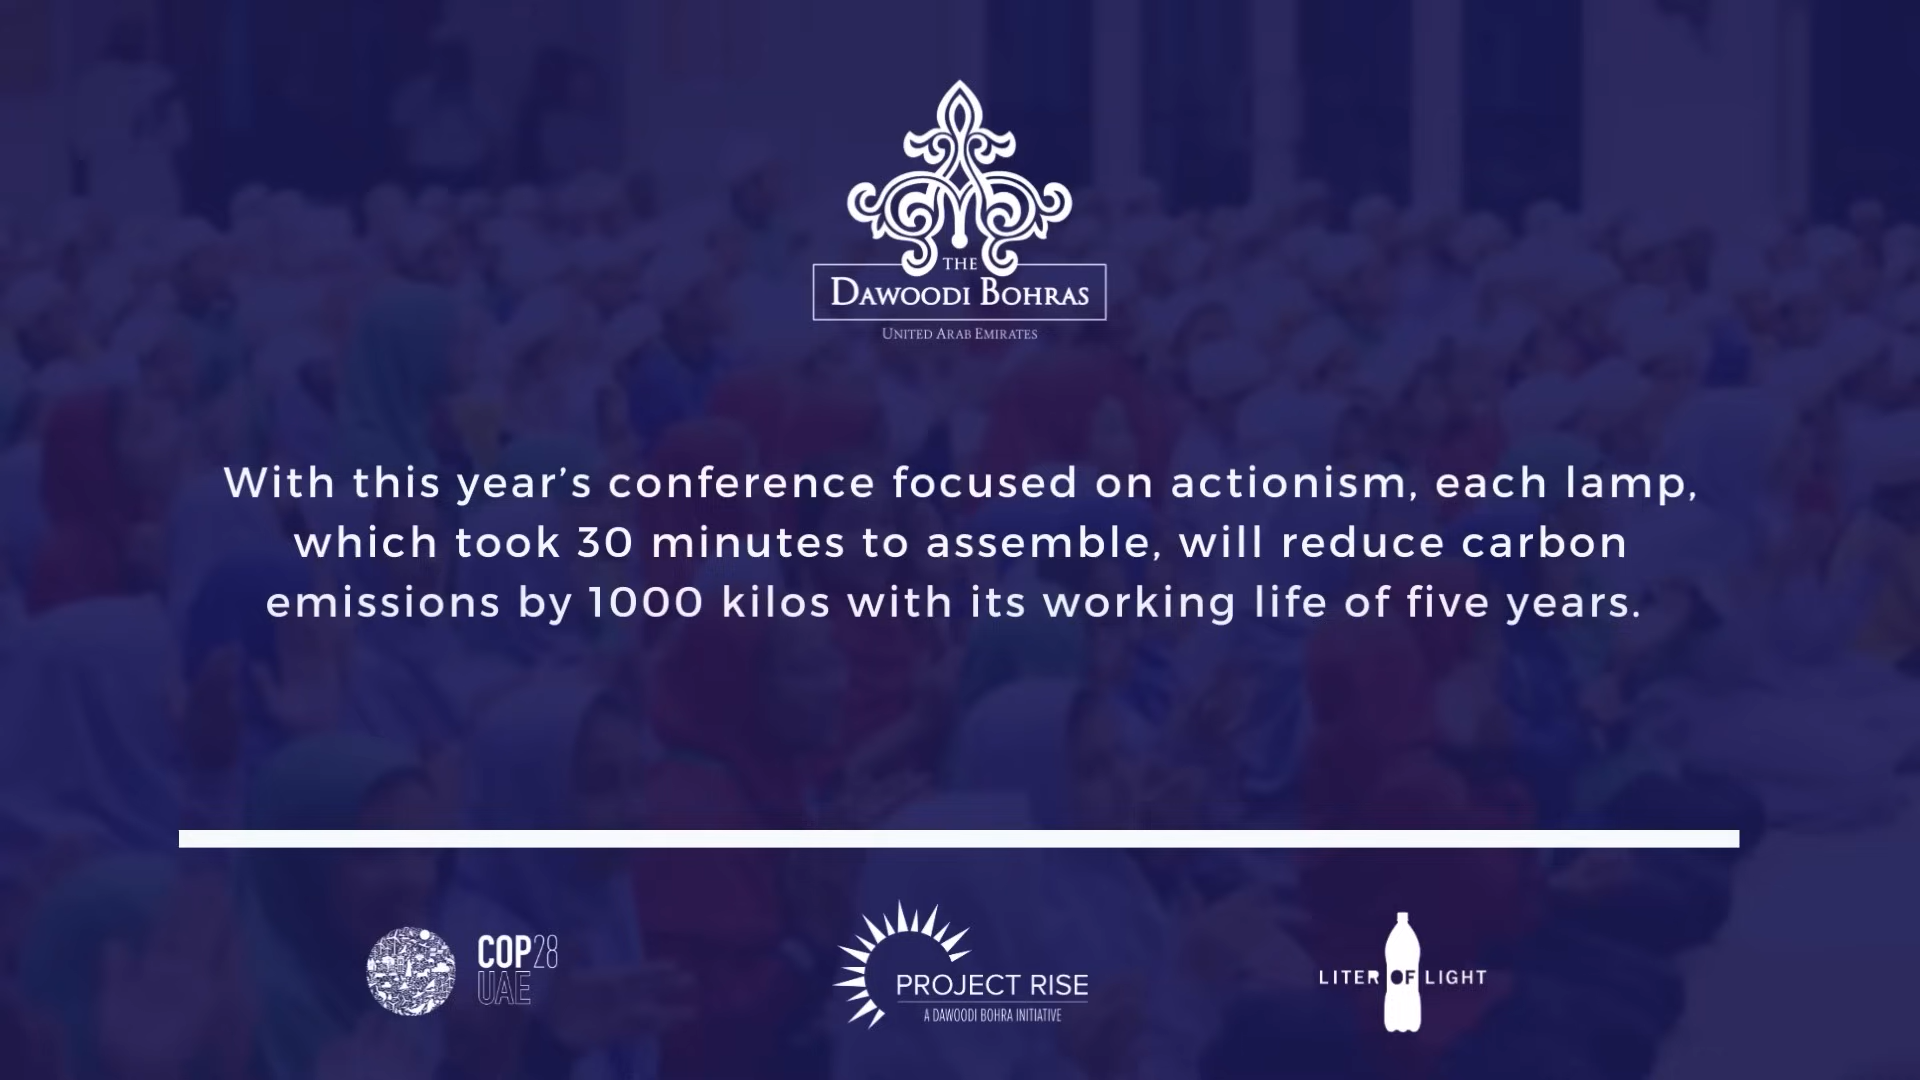 THE
DAWOODI BOHRAS
UNITED ARAB EMIRATES
With this year’s conference focused on actionism, each lamp,
which took 30 minutes to assemble, will reduce carbon
emissions by 1000 kilos with its working life of five years.
COP28
UAE
PROJECT RISE
A DAWOODI BOHRA INITIATIVE
LITER OF LIGHT